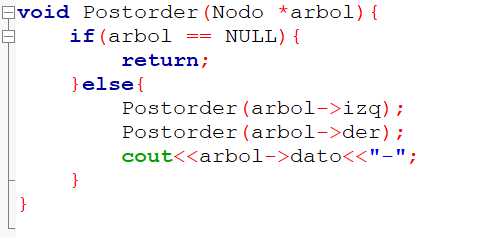 void Postorder(Nodo *arbol){
    if(arbol == NULL){
        return;
    }else{
        Postorder(arbol->izq);
        Postorder(arbol->der);
        cout<<arbol->dato<<"-";
    }
}